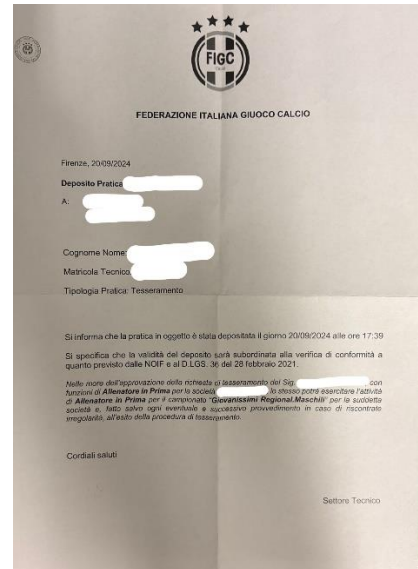 FIGC
FEDERAZIONE ITALIANA GIUOCO CALCIO
Firenze, 20/09/2024
Deposito Pratica
A:
Cognome Nome:
Matricola Tecnico
Tipologia Pratica: Tesseramento
Si informa che la pratica in oggetto è stata depositata il giorno 20/09/2024 alle ore 17:39
Si specifica che la validità del deposito sarà subordinata alla verifica di conformità a
quanto previsto dalle NOIF e al D.LGS. 36 del 28 febbraio 2021.
Nelle more dell'approvazione della richiesta di tesseramento del Sig. con
funzioni di Allenatore in Prima per la società lo stesso potrà esercitare l'attività
di Allenatore in Prima per il campionato "Giovanissimi Regional.Maschili" per la suddetta
società e, fatto salvo ogni eventuale e successivo provvedimento in caso di riscontrate
irregolarità, all'esito della procedura di tesseramento.
Cordiali saluti
Settore Tecnico